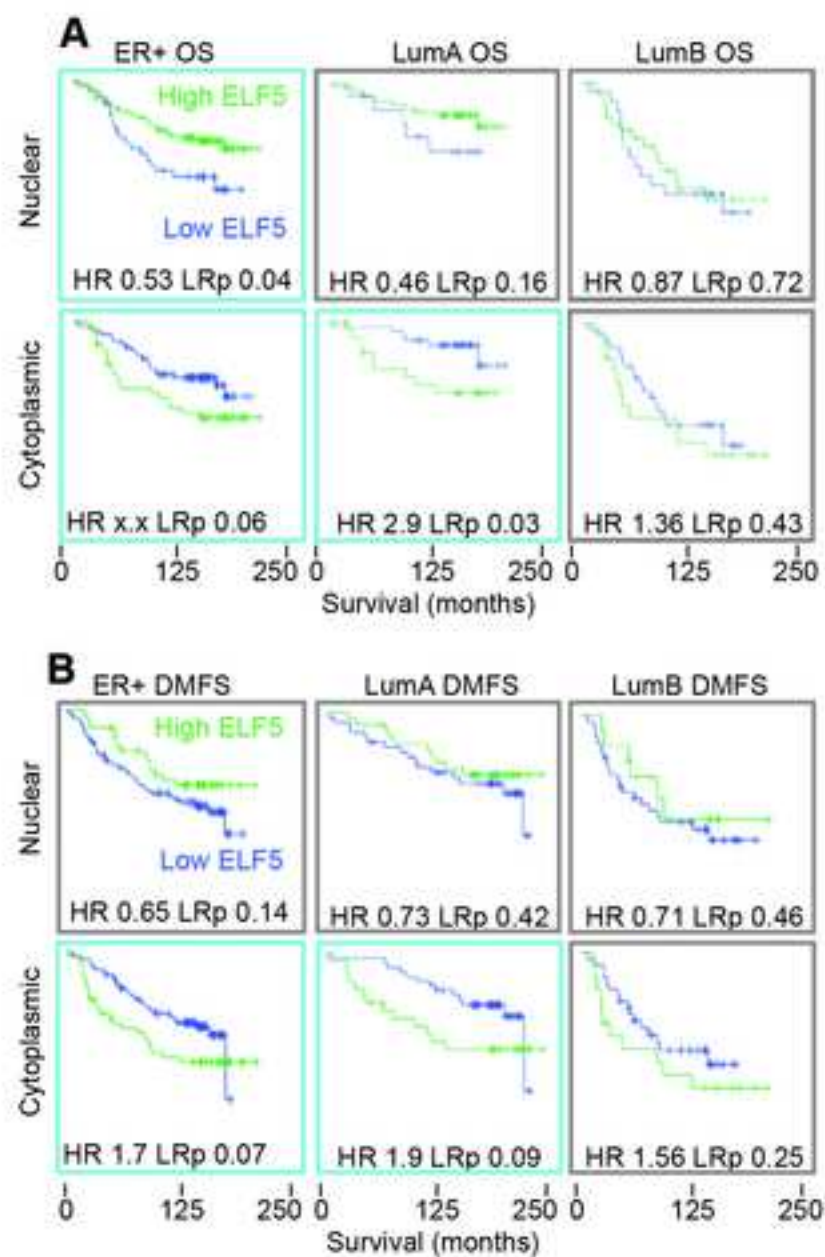 A
ER+ OS LumA OS LumB OS
Nuclear
High ELF5
Low ELF5
HR 0.53 LRp 0.04
HR 0.46 LRp 0.16
HR 0.87 LRp 0.72
Cytoplasmic
HR x.x LRp 0.06
HR 2.9 LRp 0.03
HR 1.36 LRp 0.43
0 125 250 0 125 250 0 125 250
Survival (months)
B
ER+ DMFS LumA DMFS LumB DMFS
Nuclear
High ELF5
Low ELF5
HR 0.65 LRp 0.14
HR 0.73 LRp 0.42
HR 0.71 LRp 0.46
Cytoplasmic
HR 1.7 LRp 0.07
HR 1.9 LRp 0.09
HR 1.56 LRp 0.25
0 125 250 0 125 250 0 125 250
Survival (months)